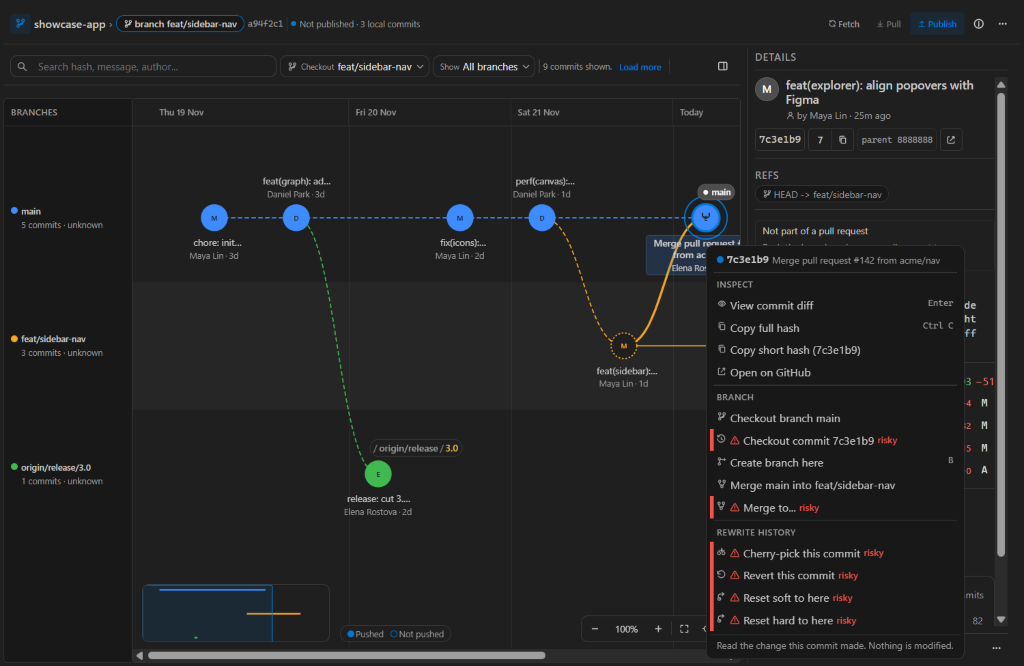 showcase-app › branch feat/sidebar-nav a94f2c1 Not published · 3 local commits
Fetch Pull Publish
Search hash, message, author...
Checkout feat/sidebar-nav
Show All branches
9 commits shown. Load more
BRANCHES
Thu 19 Nov
Fri 20 Nov
Sat 21 Nov
Today
main
5 commits · unknown
feat/sidebar-nav
3 commits · unknown
origin/release/3.0
1 commits · unknown
feat(graph): ad...
Daniel Park · 3d
perf(canvas):...
Daniel Park · 1d
main
M
D
M
D
chore: init...
Maya Lin · 3d
fix(icons):...
Maya Lin · 2d
Merge pull request #
from ac
Elena Ros
M
feat(sidebar):...
Maya Lin · 1d
/ origin/release / 3.0
E
release: cut 3....
Elena Rostova · 2d
Pushed Not pushed
− 100% +
DETAILS
M
feat(explorer): align popovers with
Figma
by Maya Lin · 25m ago
7c3e1b9 7 parent 8888888
REFS
HEAD -> feat/sidebar-nav
Not part of a pull request
7c3e1b9 Merge pull request #142 from acme/nav
INSPECT
View commit diff Enter
Copy full hash Ctrl C
Copy short hash (7c3e1b9)
Open on GitHub
BRANCH
Checkout branch main
Checkout commit 7c3e1b9 risky
Create branch here B
Merge main into feat/sidebar-nav
Merge to... risky
REWRITE HISTORY
Cherry-pick this commit risky
Revert this commit risky
Reset soft to here risky
Reset hard to here risky
Read the change this commit made. Nothing is modified.
de
ht
ff
−51
M
M
M
A
mits
82